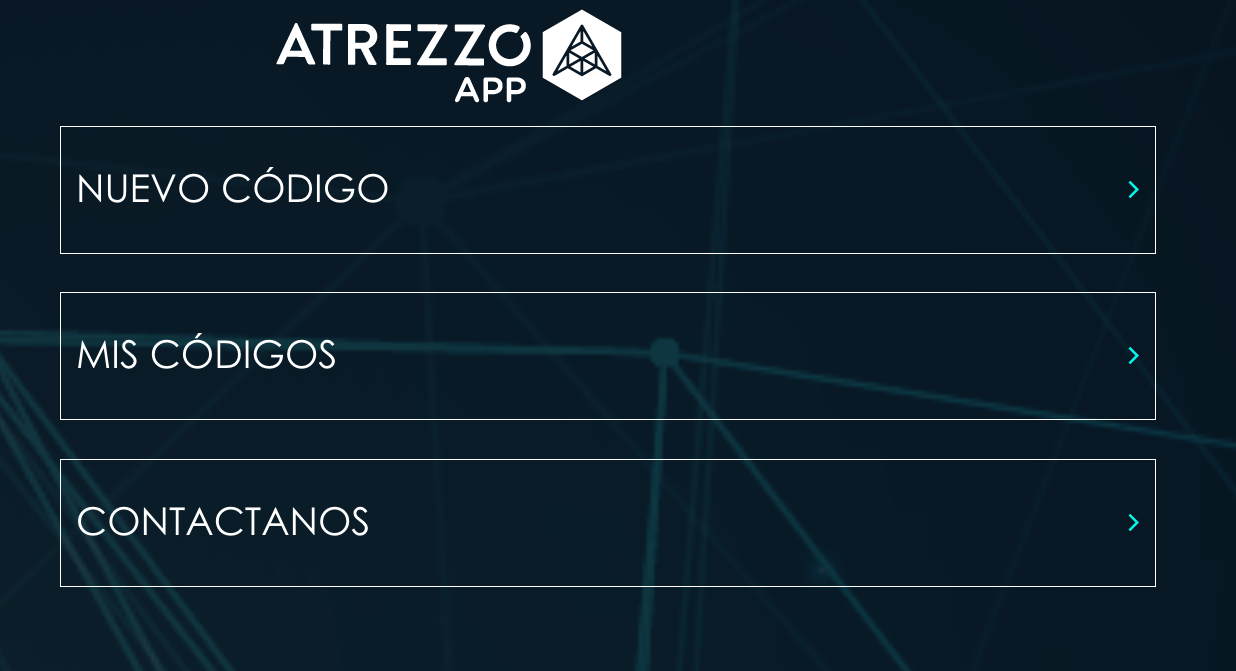 ATREZZO
APP
NUEVO CÓDIGO
MIS CÓDIGOS
CONTACTANOS